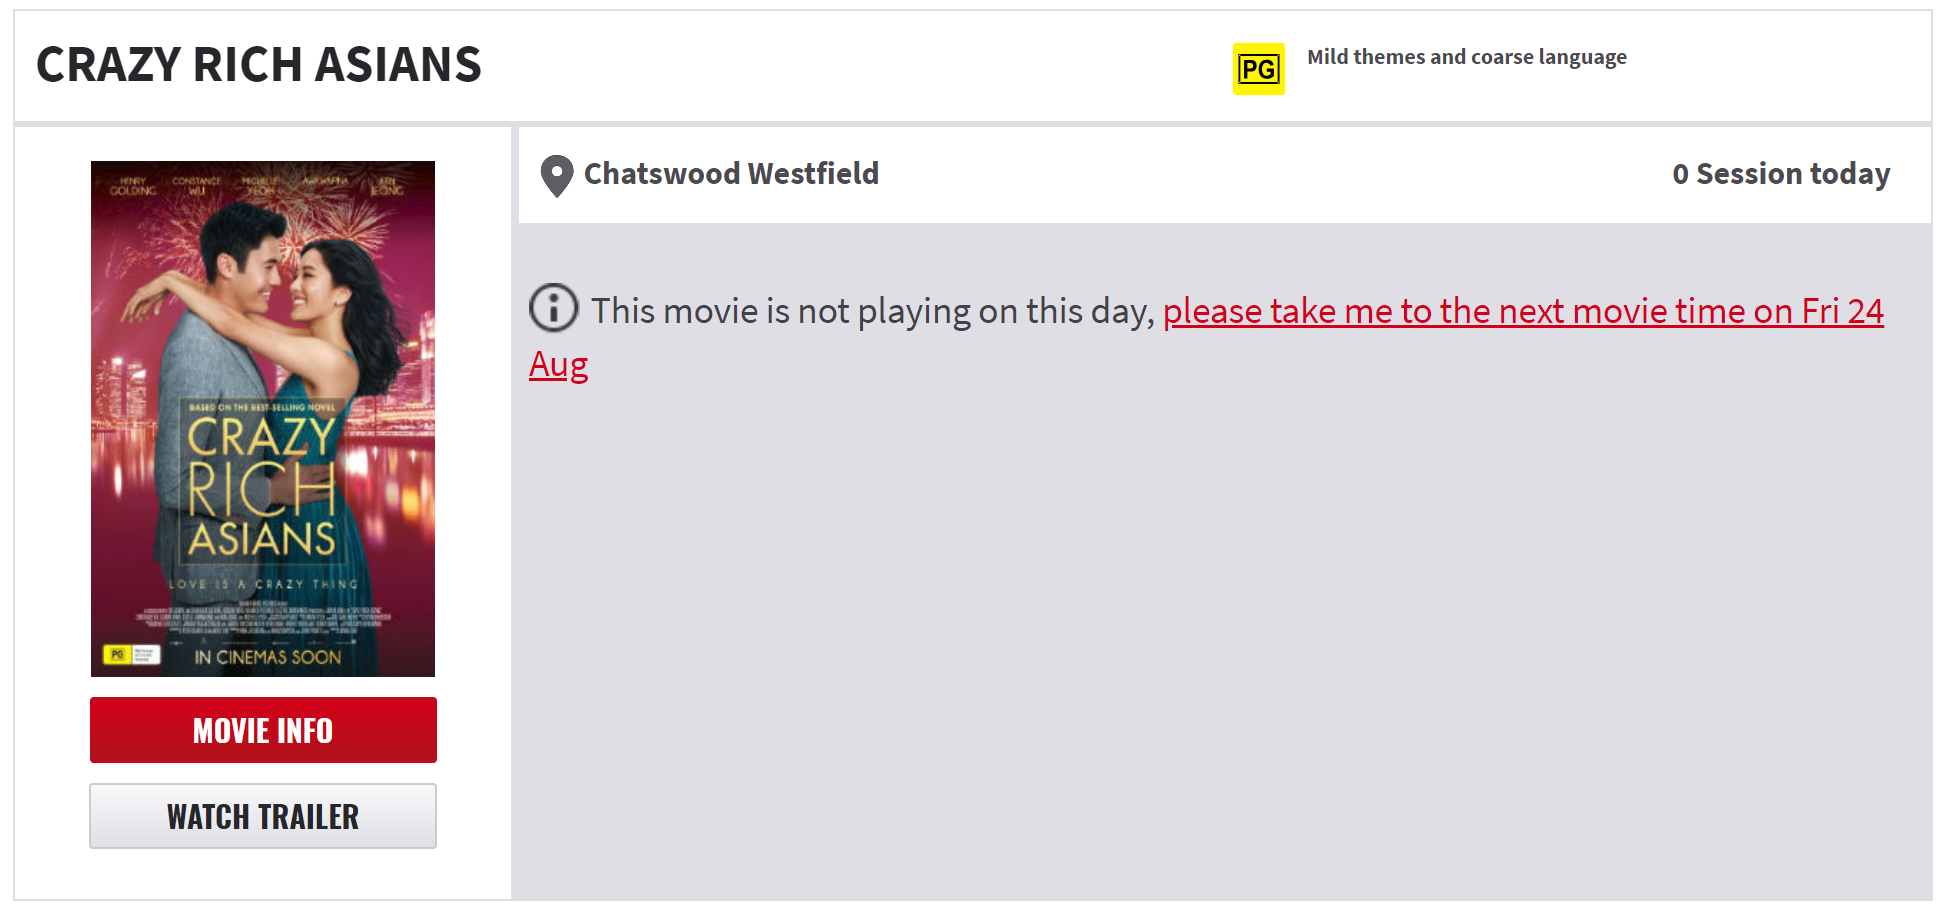 CRAZY RICH ASIANS
PG
Mild themes and coarse language
Chatswood Westfield
0 Session today
This movie is not playing on this day, please take me to the next movie time on Fri 24
Aug
HENRY GOLDING
CONSTANCE WU
MICHELLE YEOH
AWKWAFINA
KEN JEONG
BASED ON THE BEST-SELLING NOVEL
CRAZY
RICH
ASIANS
LOVE IS A CRAZY THING
PG
IN CINEMAS SOON
MOVIE INFO
WATCH TRAILER